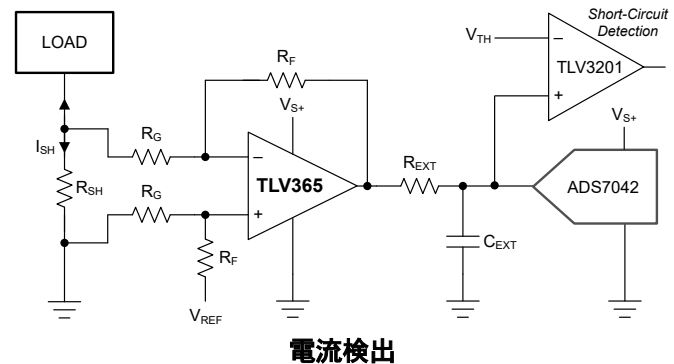 LOAD
Short-Circuit
Detection
VTH
TLV3201
RF
VS+
VS+
ISH
RG
REXT
TLV365
ADS7042
RSH
RG
CEXT
RF
VREF
電流検出